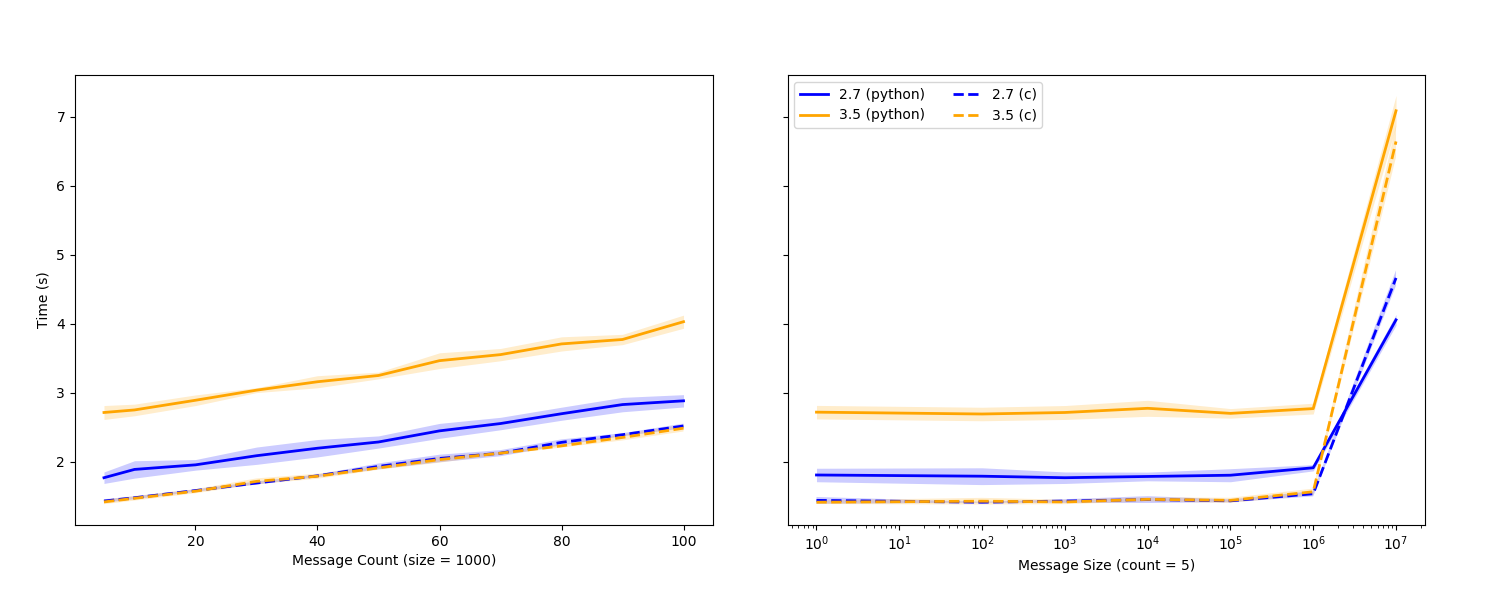 7
6
5
4
3
2
Time (s)
20 40 60 80 100
Message Count (size = 1000)
2.7 (python) 2.7 (c)
3.5 (python) 3.5 (c)
10⁰ 10¹ 10² 10³ 10⁴ 10⁵ 10⁶ 10⁷
Message Size (count = 5)